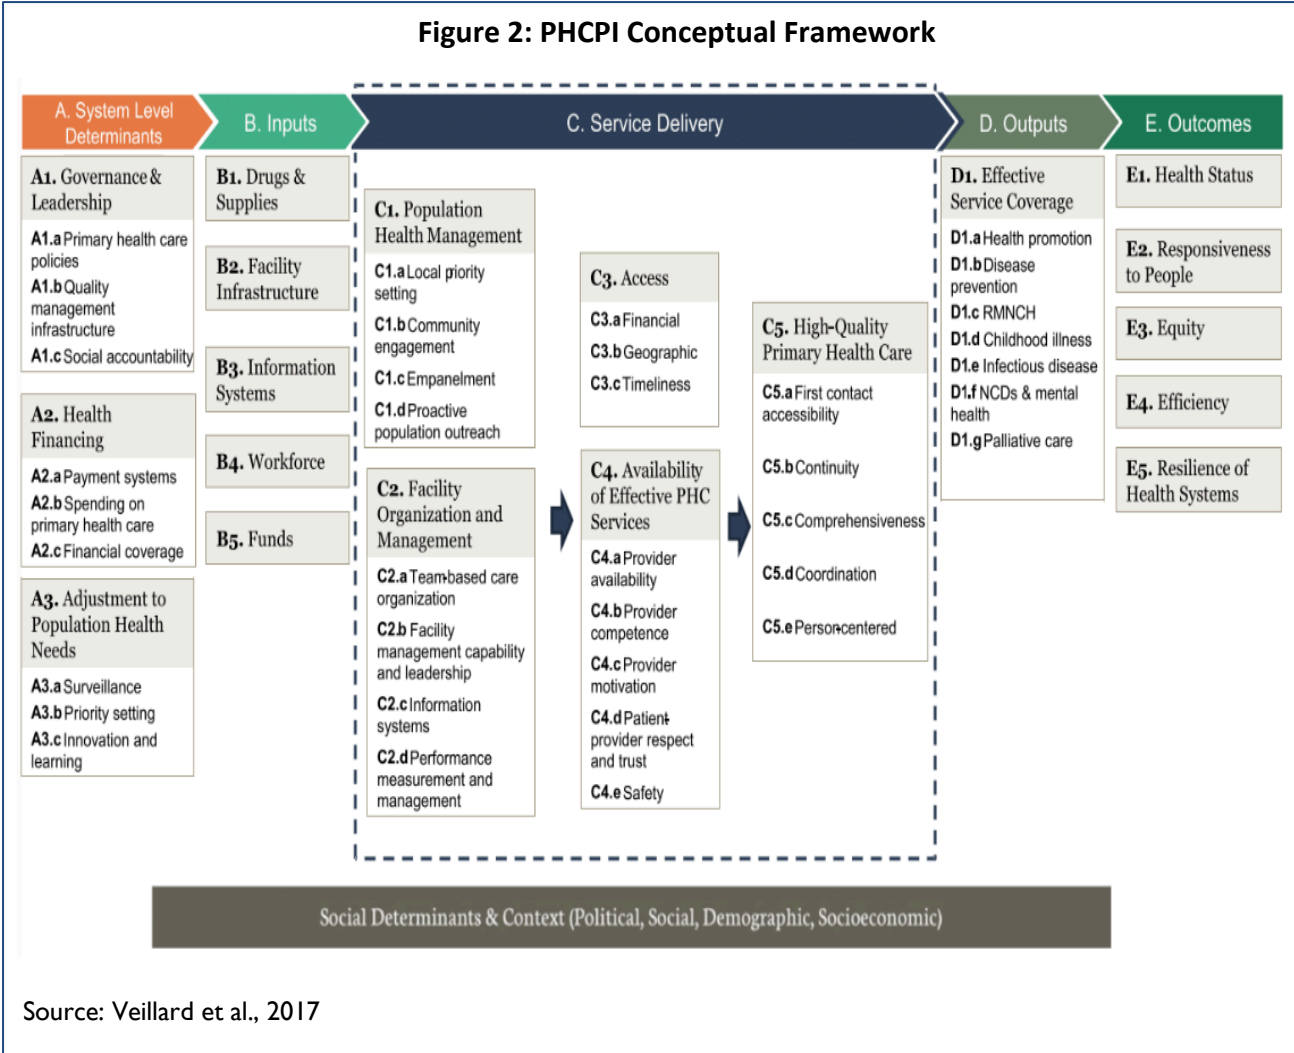 Figure 2: PHCPI Conceptual Framework
A. System Level
Determinants
B. Inputs
C. Service Delivery
D. Outputs
E. Outcomes
A1. Governance &
Leadership
A1.a Primary health care
policies
A1.b Quality
management
infrastructure
A1.c Social accountability
A2. Health
Financing
A2.a Payment systems
A2.b Spending on
primary health care
A2.c Financial coverage
A3. Adjustment to
Population Health
Needs
A3.a Surveillance
A3.b Priority setting
A3.c Innovation and
learning
B1. Drugs &
Supplies
B2. Facility
Infrastructure
B3. Information
Systems
B4. Workforce
B5. Funds
C1. Population
Health Management
C1.a Local priority
setting
C1.b Community
engagement
C1.c Empanelment
C1.d Proactive
population outreach
C2. Facility
Organization and
Management
C2.a Team-based care
organization
C2.b Facility
management capability
and leadership
C2.c Information
systems
C2.d Performance
measurement and
management
C3. Access
C3.a Financial
C3.b Geographic
C3.c Timeliness
C4. Availability
of Effective PHC
Services
C4.a Provider
availability
C4.b Provider
competence
C4.c Provider
motivation
C4.d Patient-
provider respect
and trust
C4.e Safety
C5. High-Quality
Primary Health Care
C5.a First contact
accessibility
C5.b Continuity
C5.c Comprehensiveness
C5.d Coordination
C5.e Person-centered
D1. Effective
Service Coverage
D1.a Health promotion
D1.b Disease
prevention
D1.c RMNCH
D1.d Childhood illness
D1.e Infectious disease
D1.f NCDs & mental
health
D1.g Palliative care
E1. Health Status
E2. Responsiveness
to People
E3. Equity
E4. Efficiency
E5. Resilience of
Health Systems
Social Determinants & Context (Political, Social, Demographic, Socioeconomic)
Source: Veillard et al., 2017